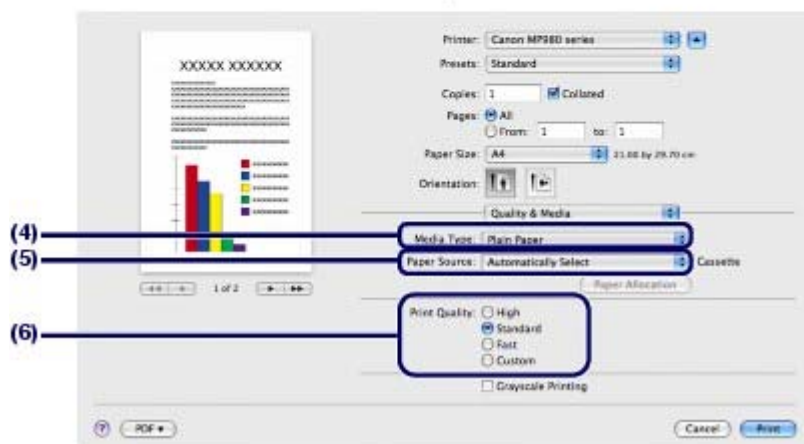 Printer: Canon MP980 series
Presets: Standard
Copies: 1 Collated
Pages: All
From: 1 to: 1
Paper Size: A4 21.00 by 29.70 cm
Orientation:
Quality & Media
(4) Media Type: Plain Paper
(5) Paper Source: Automatically Select Cassette
Paper Allocation
(6) Print Quality: High
Standard
Fast
Custom
Grayscale Printing
XXXXX XXXXXX
1 of 2
? PDF Cancel Print